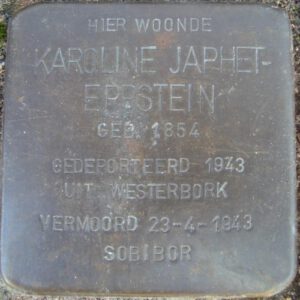 HIER WOONDE
KAROLINE JAPHET-
EPPSTEIN
GEB. 1854
GEDEPORTEERD 1943
UIT WESTERBORK
VERMOORD 23-4-1943
SOBIBOR